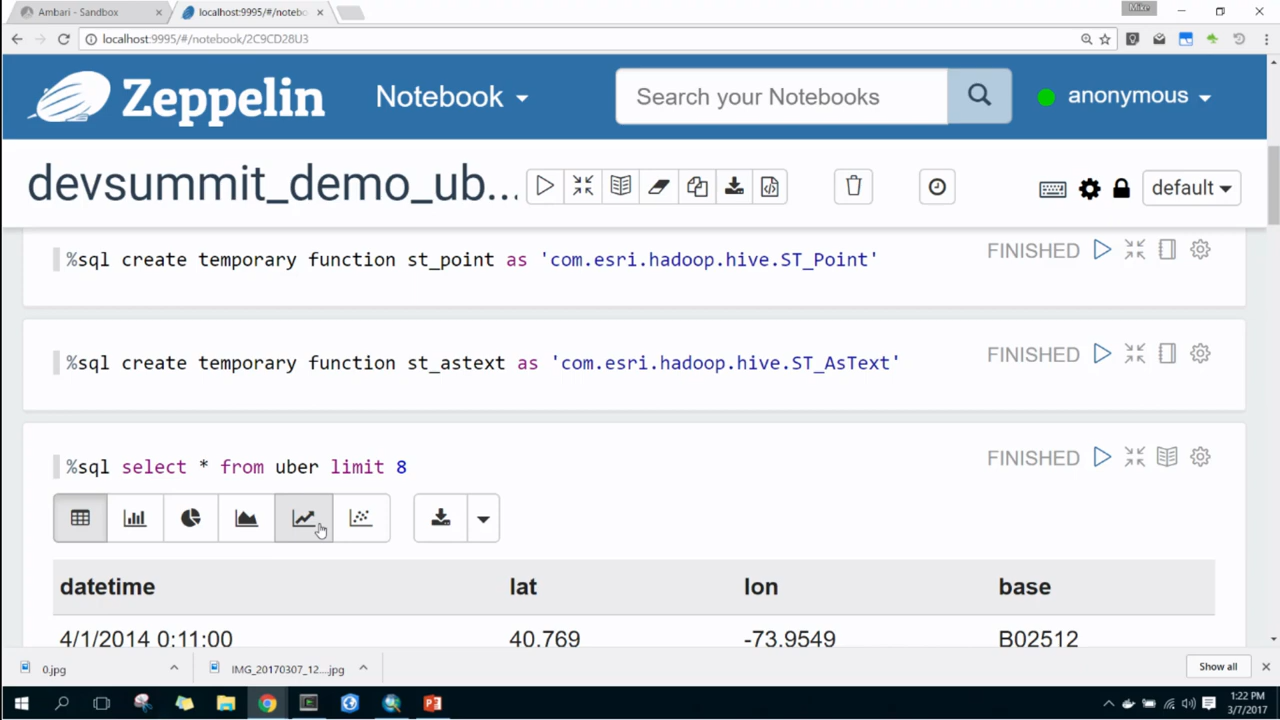 Ambari - Sandbox
localhost:9995/#/notebo
Mike
localhost:9995/#/notebook/2C9CD28U3
Zeppelin
Notebook
Search your Notebooks
anonymous
devsummit_demo_ub...
default
%sql create temporary function st_point as 'com.esri.hadoop.hive.ST_Point'
FINISHED
%sql create temporary function st_astext as 'com.esri.hadoop.hive.ST_AsText'
FINISHED
%sql select * from uber limit 8
FINISHED
datetime lat lon base
4/1/2014 0:11:00 40.769 -73.9549 B02512
0.jpg
IMG_20170307_12....jpg
Show all
1:22 PM
3/7/2017